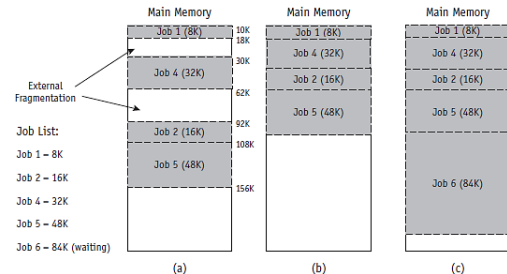 Main Memory
Job 1 (8K)
10K
18K
30K
Job 4 (32K)
62K
External
Fragmentation
92K
Job 2 (16K)
108K
Job 5 (48K)
156K
Job List:
Job 1 – 8K
Job 2 – 16K
Job 4 – 32K
Job 5 – 48K
Job 6 – 84K (waiting)
(a)
Main Memory
Job 1 (8K)
Job 4 (32K)
Job 2 (16K)
Job 5 (48K)
(b)
Main Memory
Job 1 (8K)
Job 4 (32K)
Job 2 (16K)
Job 5 (48K)
Job 6 (84K)
(c)